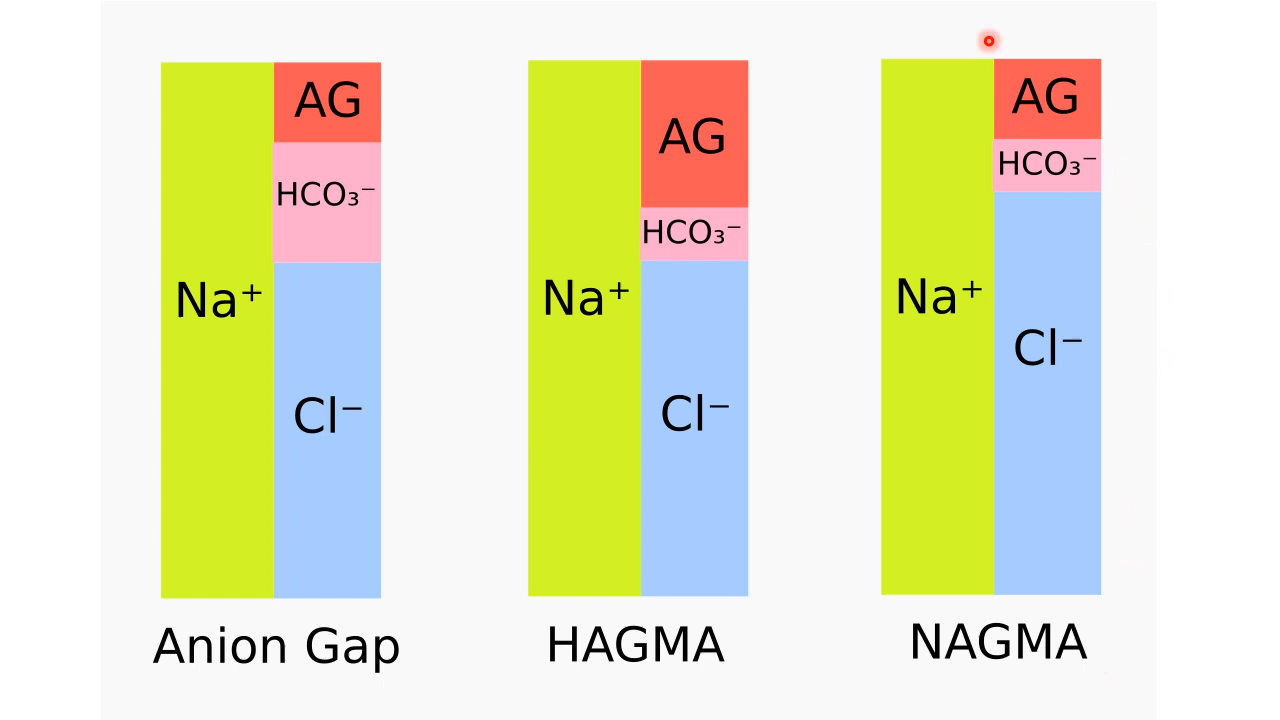 AG
HCO₃⁻
Na⁺
Cl⁻
Anion Gap
AG
HCO₃⁻
Na⁺
Cl⁻
HAGMA
AG
HCO₃⁻
Na⁺
Cl⁻
NAGMA